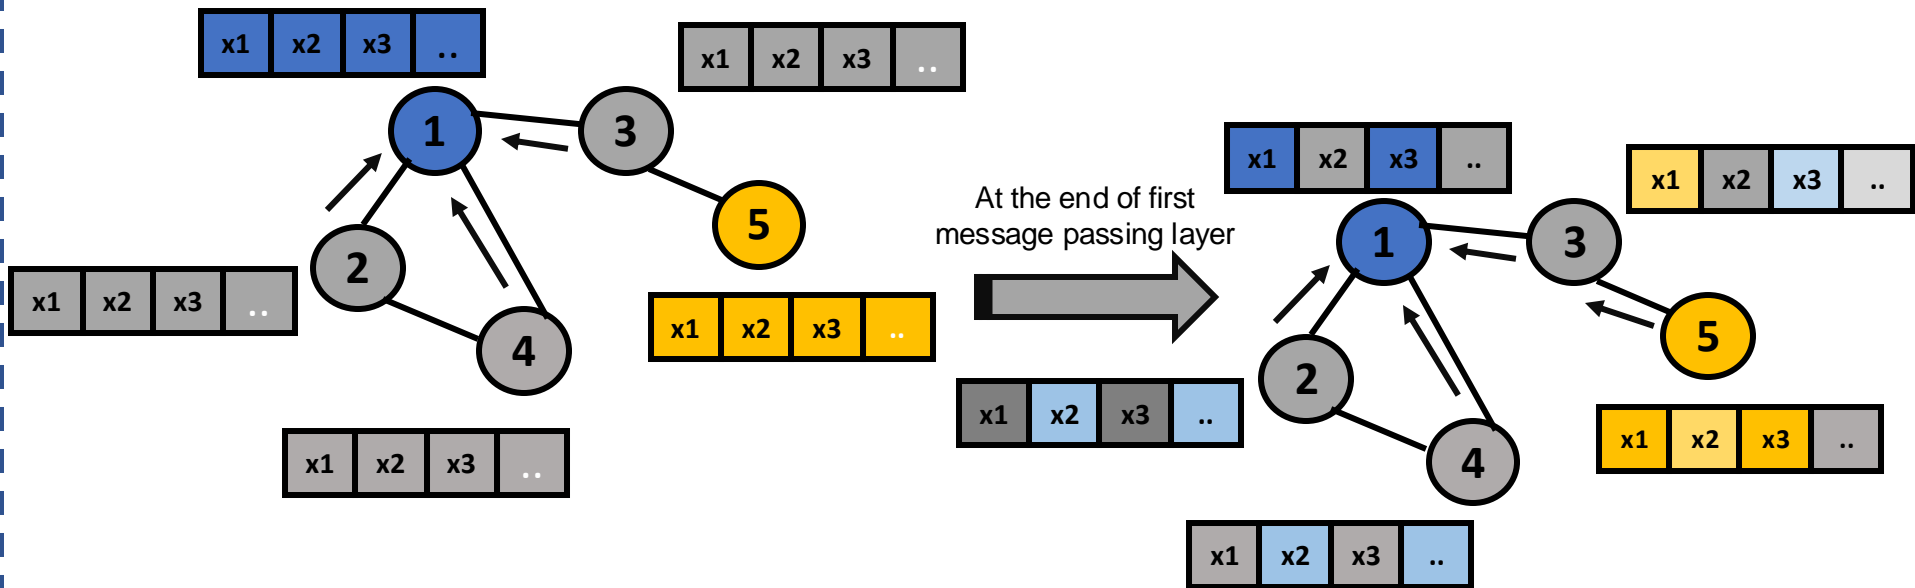 x1 x2 x3 ..
x1 x2 x3 ..
1
3
5
2
4
x1 x2 x3 ..
x1 x2 x3 ..
x1 x2 x3 ..
At the end of first
message passing layer
x1 x2 x3 ..
x1 x2 x3 ..
1
3
5
2
4
x1 x2 x3 ..
x1 x2 x3 ..
x1 x2 x3 ..